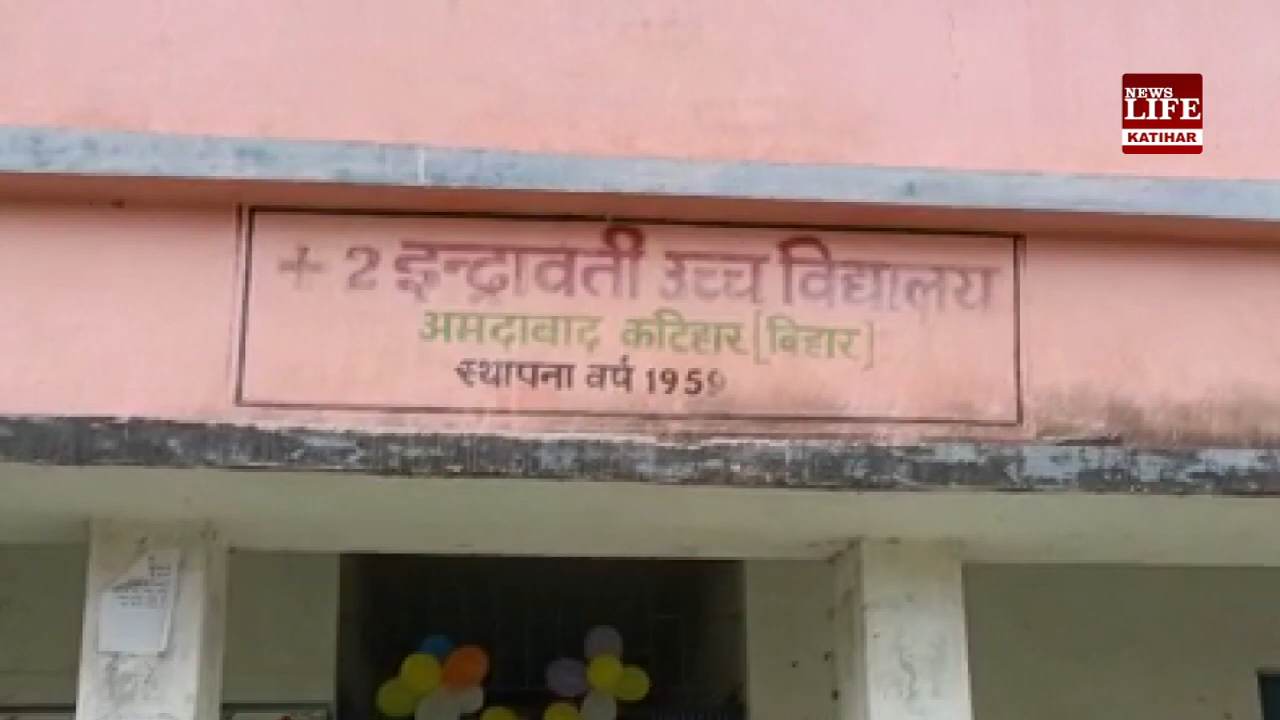 NEWS
LIFE
KATIHAR
+2 इन्द्रावती उच्च विद्यालय
अमदाबाद कटिहार [बिहार]
स्थापना वर्ष 1959